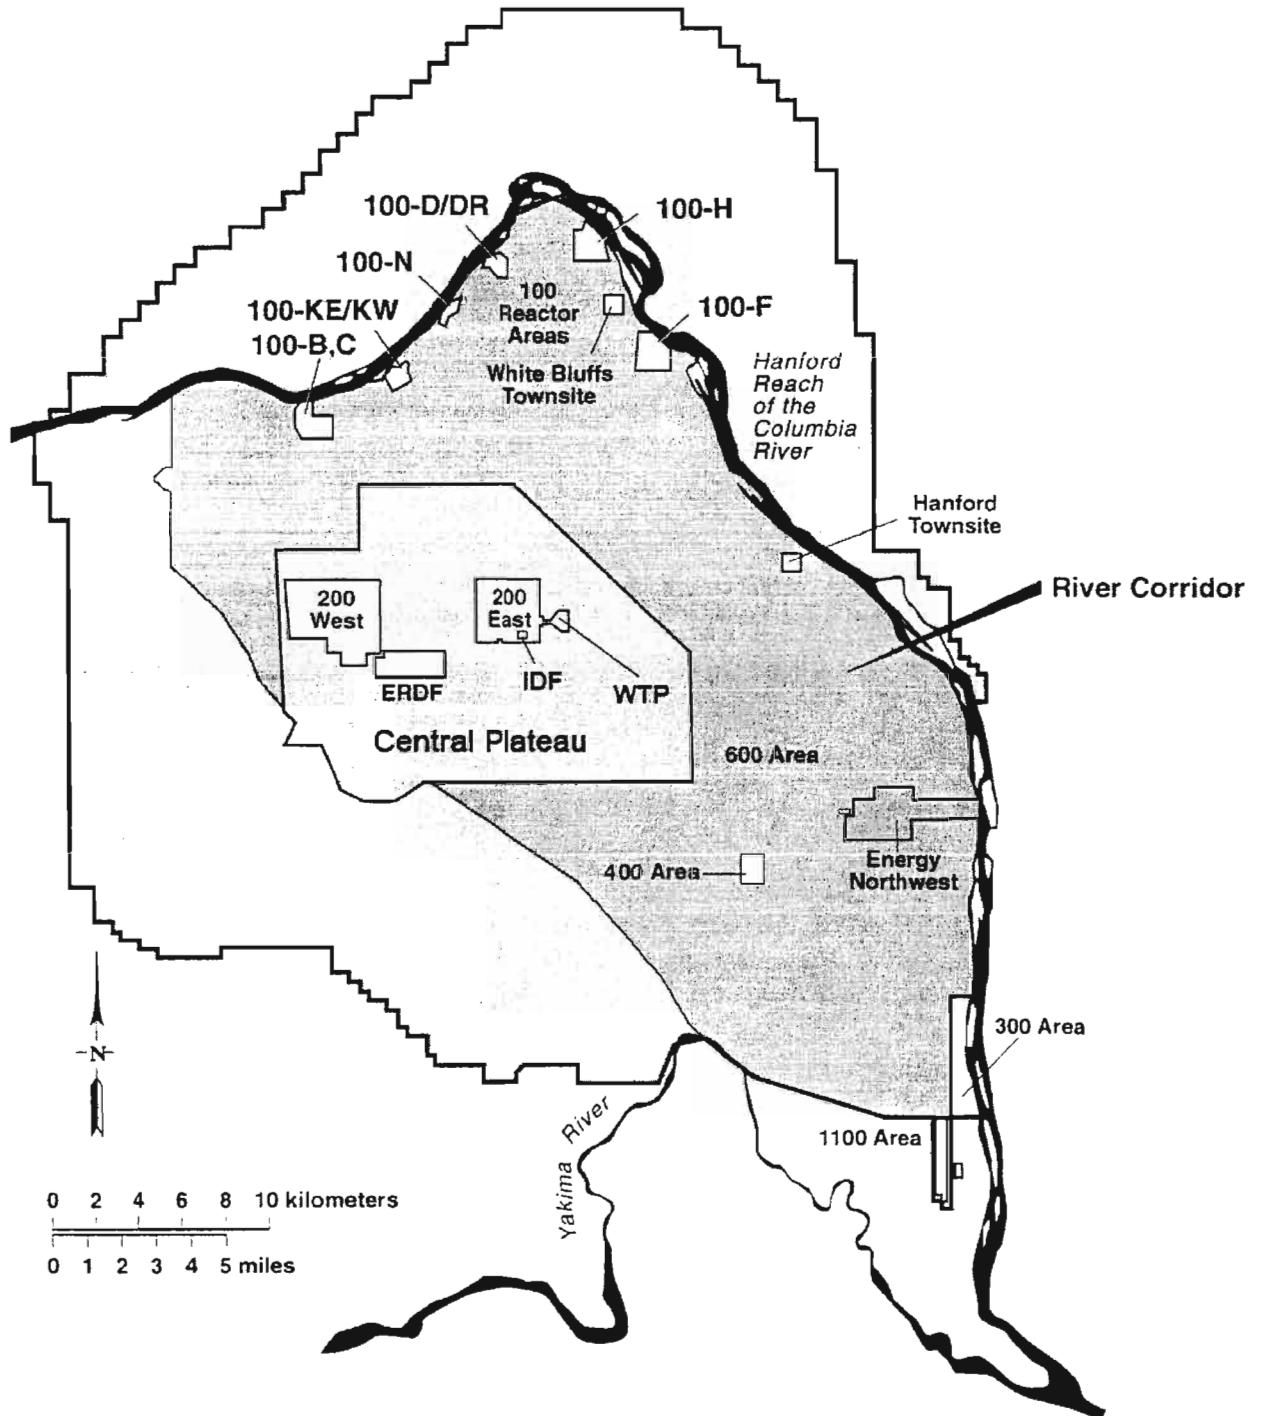 100-D/DR
100-H
100-N
100
Reactor
Areas
100-KE/KW
100-F
100-B,C
White Bluffs
Townsite
Hanford
Reach
of the
Columbia
River
Hanford
Townsite
River Corridor
200
West
200
East
ERDF
IDF
WTP
Central Plateau
600 Area
400 Area
Energy
Northwest
N
300 Area
1100 Area
Yakima River
0 2 4 6 8 10 kilometers
0 1 2 3 4 5 miles